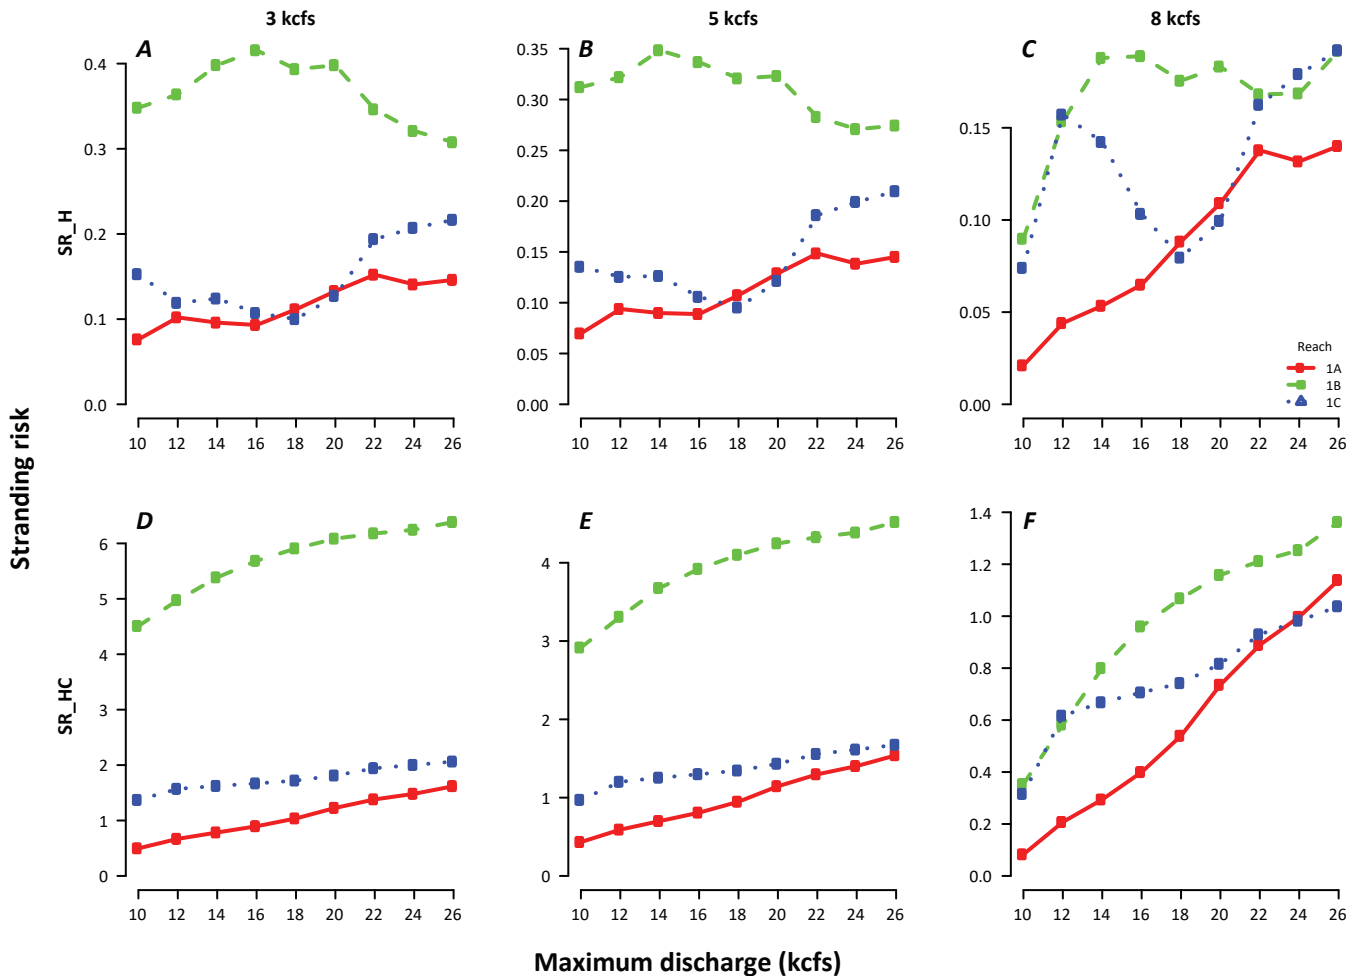 3 kcfs
5 kcfs
8 kcfs
A
B
C
0.4
0.3
0.2
0.1
0.0
0.35
0.30
0.25
0.20
0.15
0.10
0.05
0.00
0.15
0.10
0.05
0.00
SR_H
Reach
1A
1B
1C
10 12 14 16 18 20 22 24 26
10 12 14 16 18 20 22 24 26
10 12 14 16 18 20 22 24 26
Stranding risk
D
E
F
6
5
4
3
2
1
0
4
3
2
1
0
1.4
1.2
1.0
0.8
0.6
0.4
0.2
0.0
SR_HC
10 12 14 16 18 20 22 24 26
10 12 14 16 18 20 22 24 26
10 12 14 16 18 20 22 24 26
Maximum discharge (kcfs)